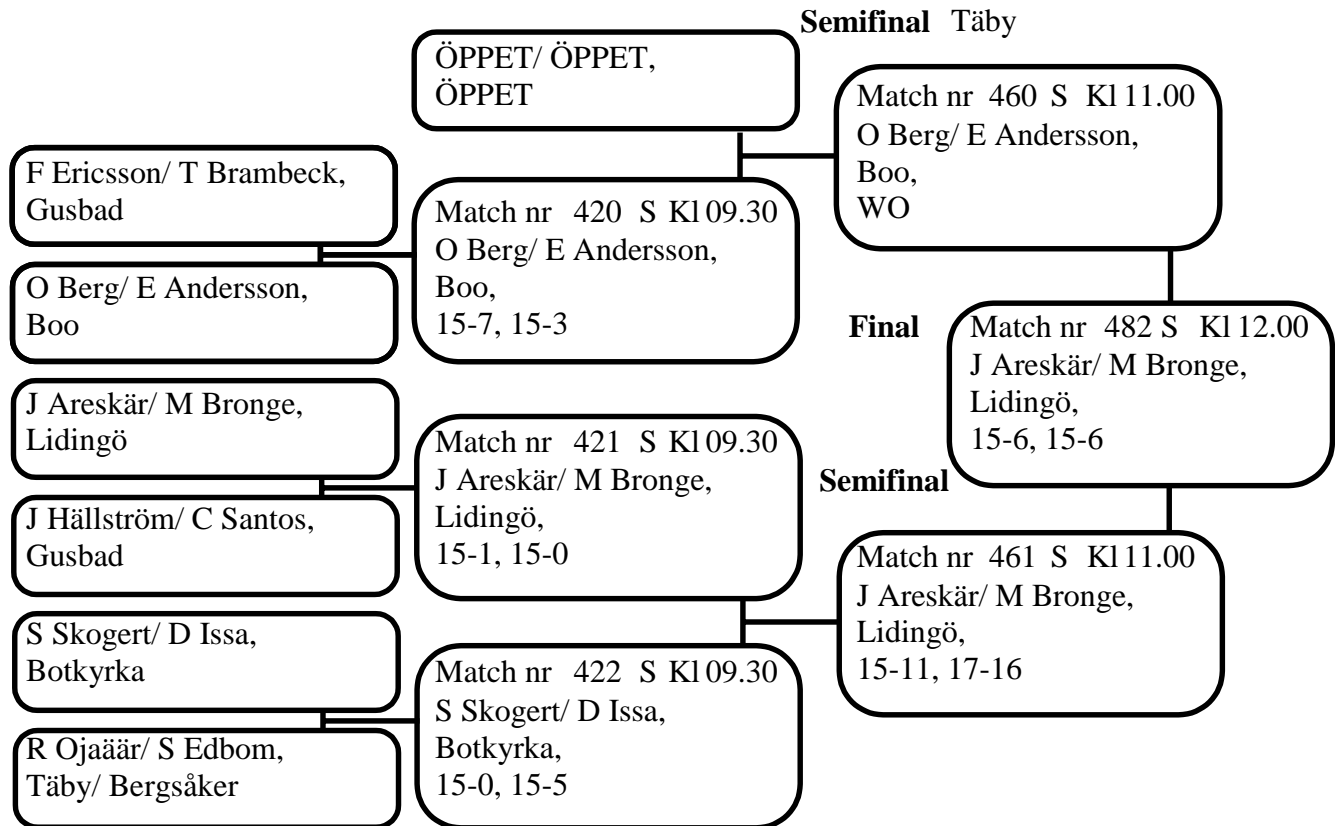 Semifinal Täby
ÖPPET/ ÖPPET,
ÖPPET
Match nr 460 S Kl 11.00
O Berg/ E Andersson,
Boo,
WO
F Ericsson/ T Brambeck,
Gusbad
Match nr 420 S Kl 09.30
O Berg/ E Andersson,
Boo,
15-7, 15-3
O Berg/ E Andersson,
Boo
Final
Match nr 482 S Kl 12.00
J Areskär/ M Bronge,
Lidingö,
15-6, 15-6
J Areskär/ M Bronge,
Lidingö
Match nr 421 S Kl 09.30
J Areskär/ M Bronge,
Lidingö,
15-1, 15-0
Semifinal
J Hällström/ C Santos,
Gusbad
Match nr 461 S Kl 11.00
J Areskär/ M Bronge,
Lidingö,
15-11, 17-16
S Skogert/ D Issa,
Botkyrka
Match nr 422 S Kl 09.30
S Skogert/ D Issa,
Botkyrka,
15-0, 15-5
R Ojaäär/ S Edbom,
Täby/ Bergsåker